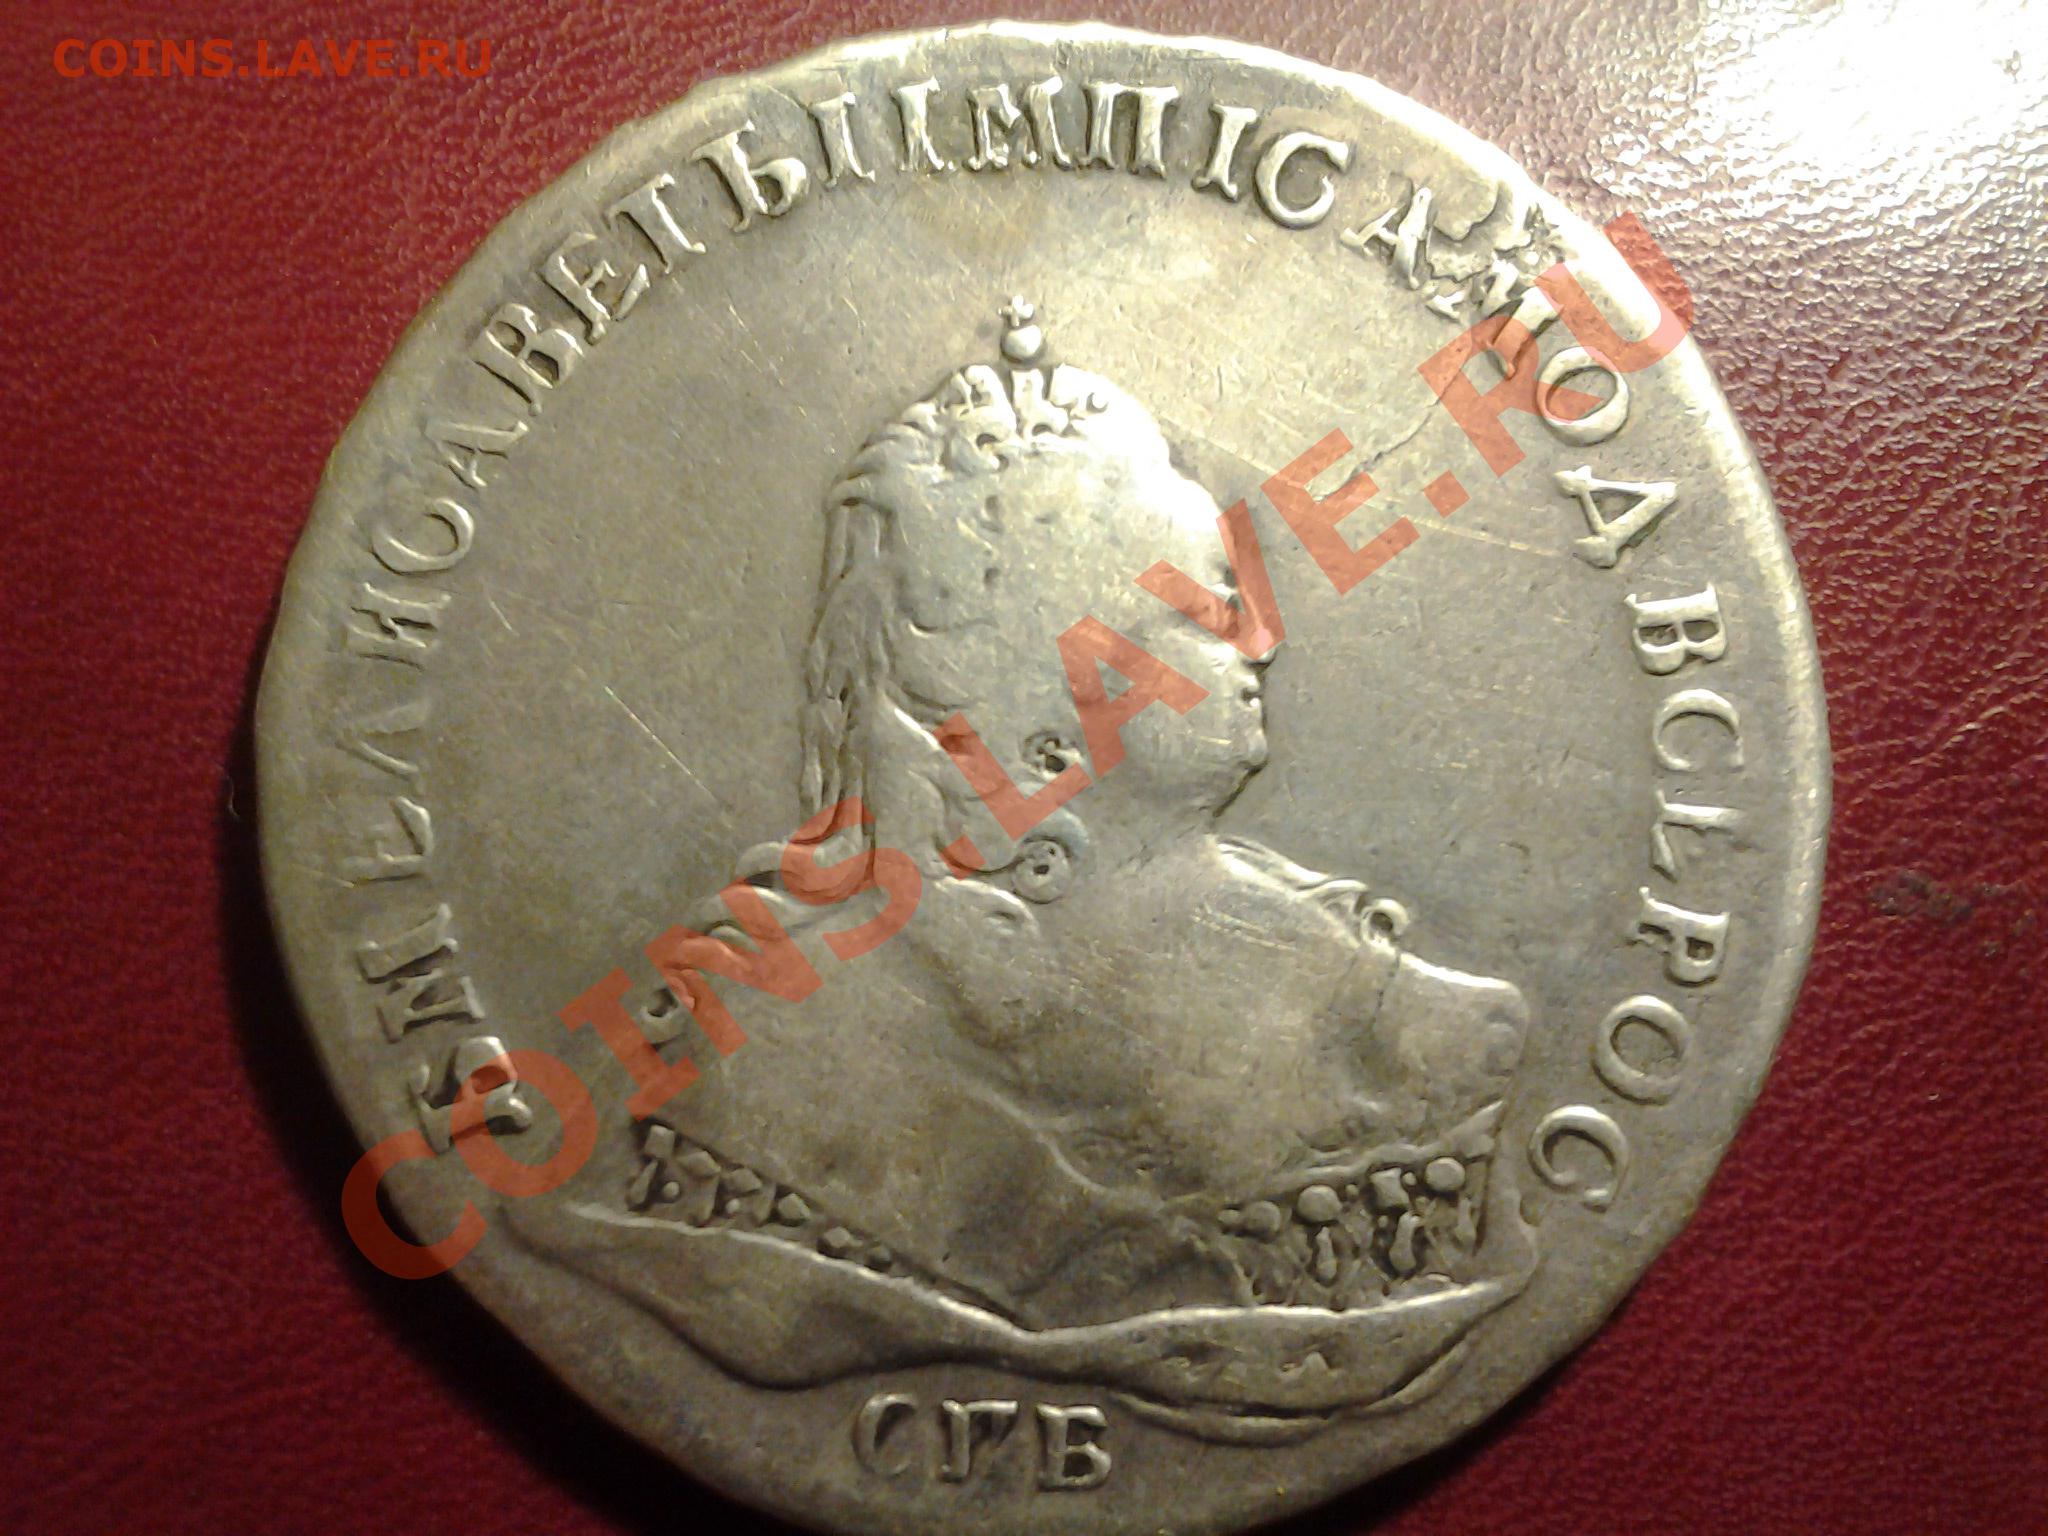 COINS.LAVE.RU
Б М ЕЛИСАВЕТЪ I IМП IСАМОД ВСЕРОС
СПБ
COINS.LAVE.RU